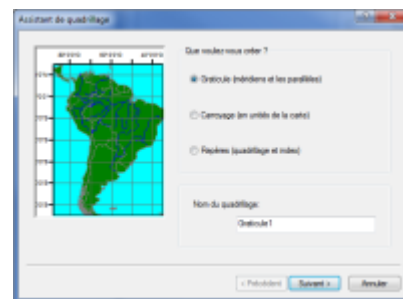 Assistant de quadrillage
Que voulez-vous créer ?
Graticule (méridiens et les parallèles)
Carroyage (en unités de la carte)
Repères (quadrillage et index)
Nom du quadrillage:
Graticule1
< Précédent
Suivant >
Annuler